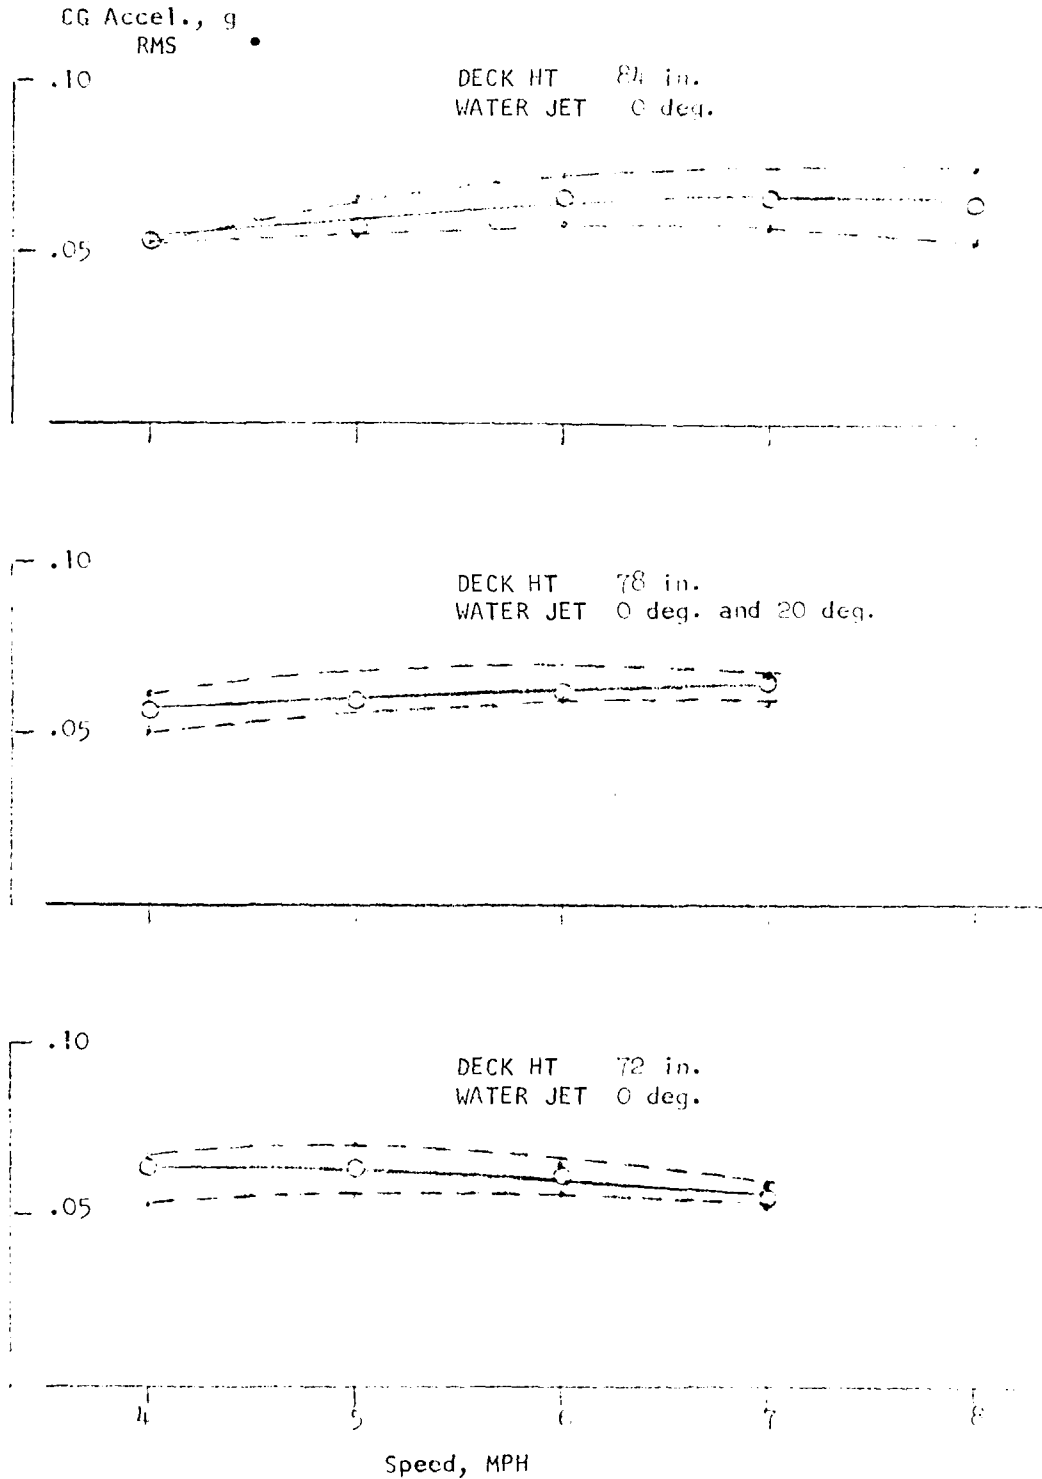 CG Accel., g
RMS
.10
DECK HT 84 in.
WATER JET 0 deg.
.05
.10
DECK HT 78 in.
WATER JET 0 deg. and 20 deg.
.05
.10
DECK HT 72 in.
WATER JET 0 deg.
.05
4 5 6 7 8
Speed, MPH